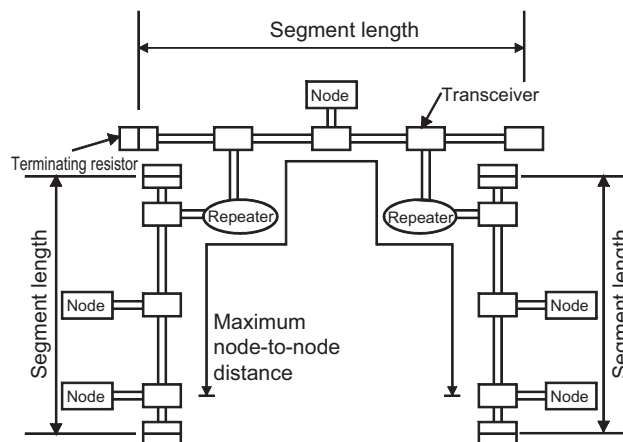 Segment length
Node
Transceiver
Terminating resistor
Repeater
Repeater
Segment length
Segment length
Node
Node
Maximum
node-to-node
distance
Node
Node